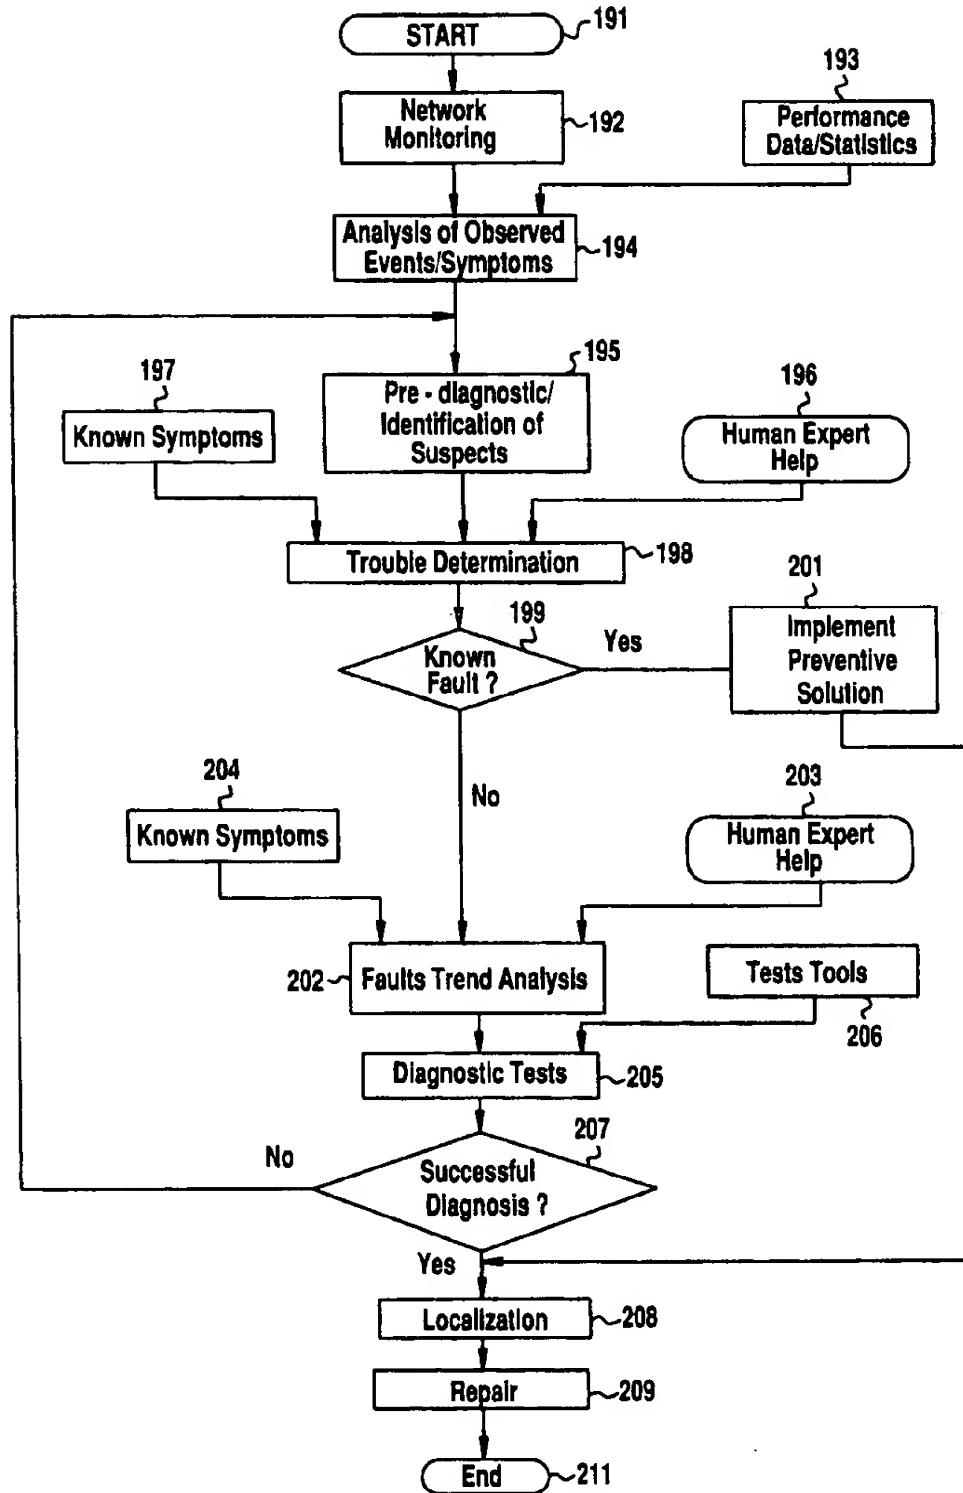 START
191
Network
Monitoring
192
193
Performance
Data/Statistics
Analysis of Observed
Events/Symptoms
194
195
Pre - diagnostic/
Identification of
Suspects
197
Known Symptoms
196
Human Expert
Help
Trouble Determination
198
199
Known
Fault ?
Yes
201
Implement
Preventive
Solution
No
204
Known Symptoms
203
Human Expert
Help
202
Faults Trend Analysis
Tests Tools
206
Diagnostic Tests
205
207
No
Successful
Diagnosis ?
Yes
Localization
208
Repair
209
End
211